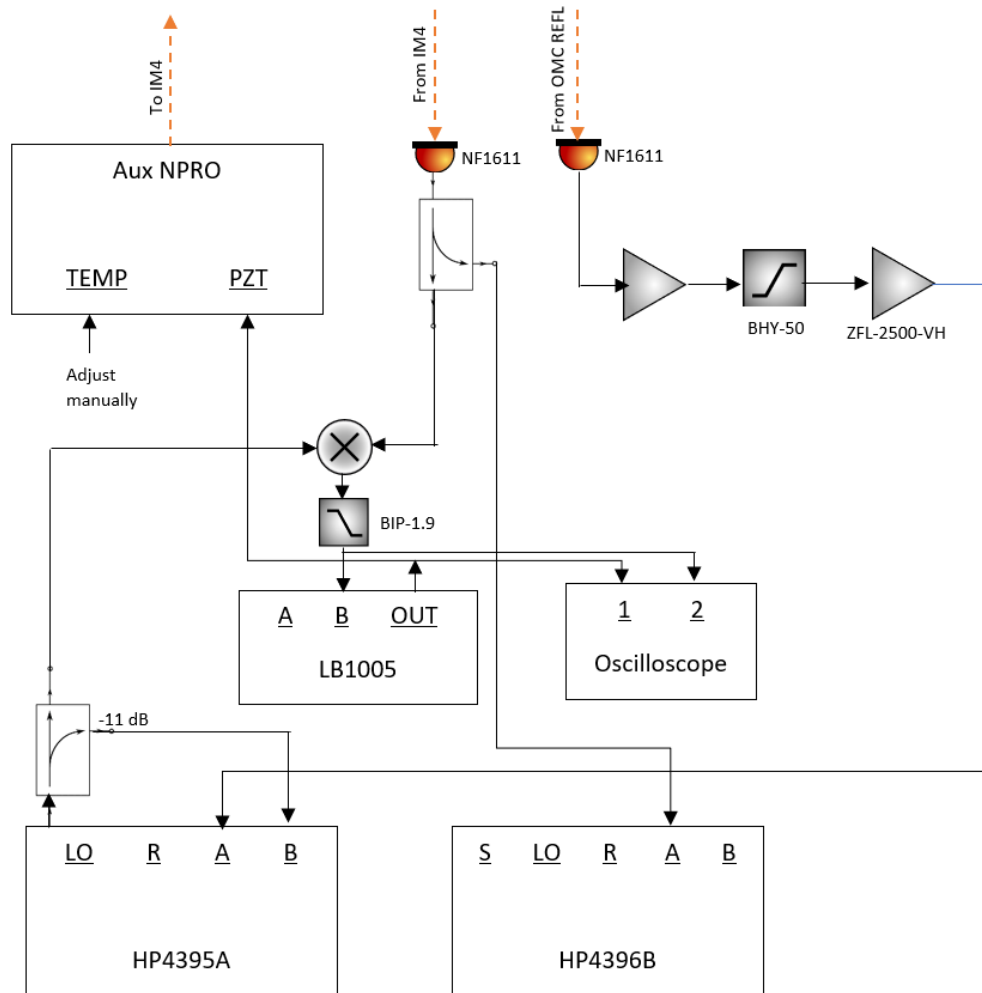 To IM4
From IM4
From OMC REFL
NF1611
NF1611
Aux NPRO
TEMP
PZT
BHY-50
ZFL-2500-VH
Adjust
manually
BIP-1.9
A B OUT
LB1005
1 2
Oscilloscope
-11 dB
LO R A B
HP4395A
S LO R A B
HP4396B